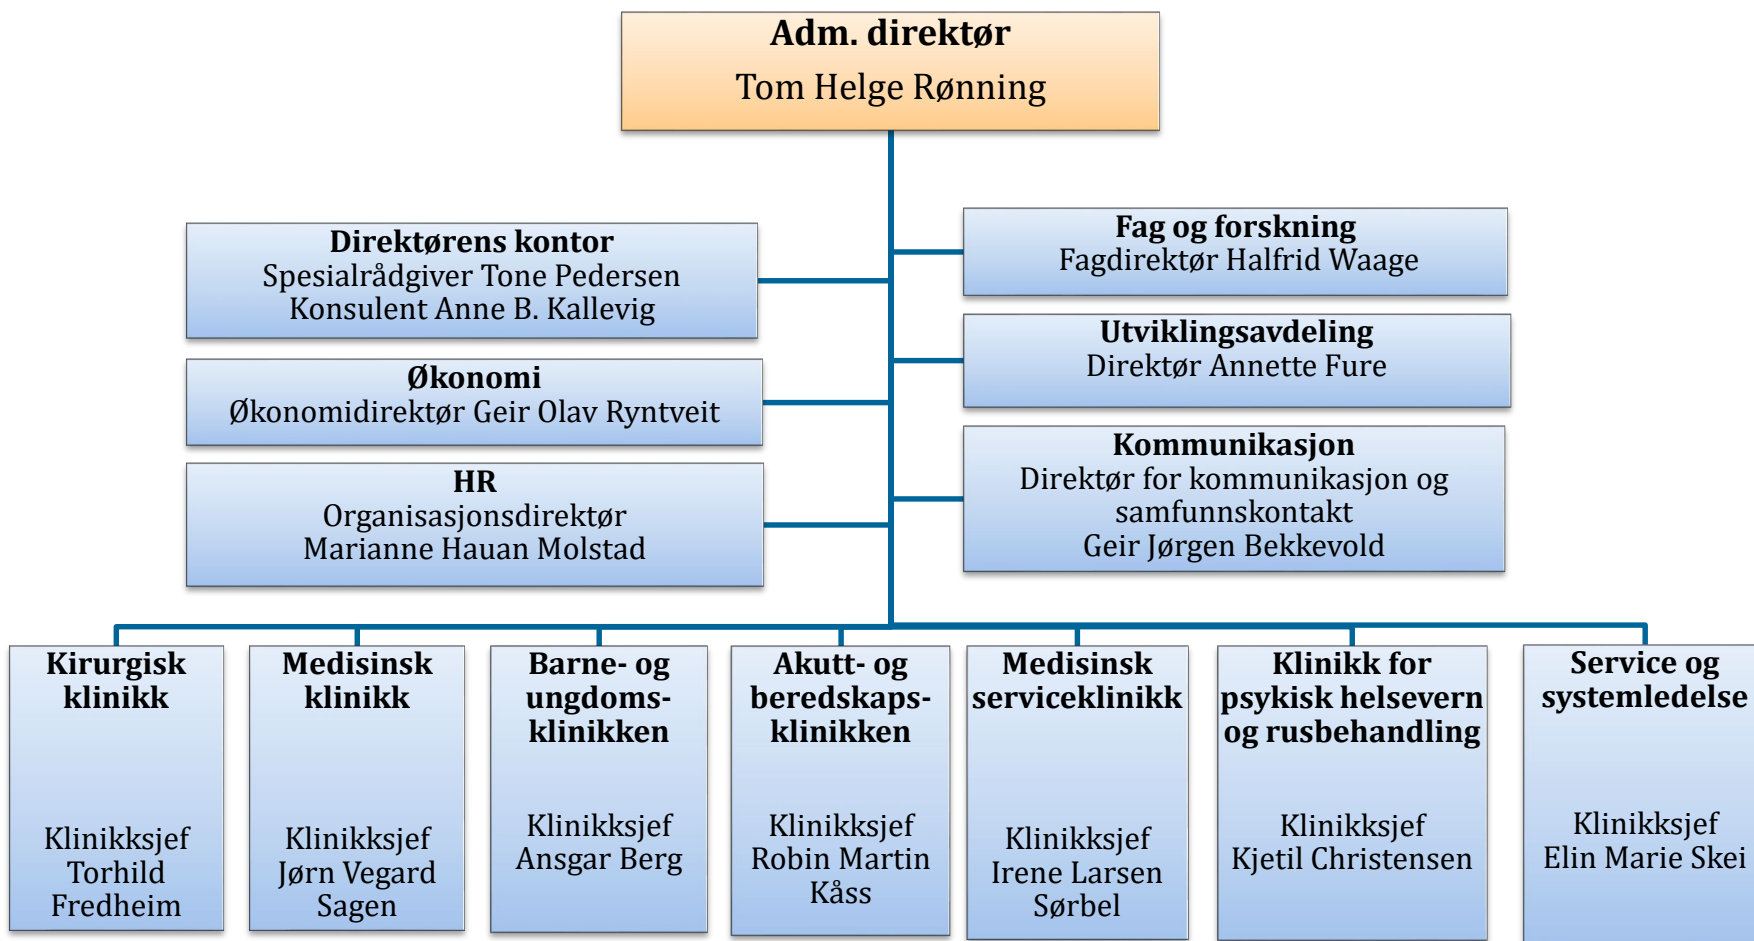 Adm. direktør
Tom Helge Rønning
Direktørens kontor
Spesialrådgiver Tone Pedersen
Konsulent Anne B. Kallevig
Fag og forskning
Fagdirektør Halfrid Waage
Økonomi
Økonomidirektør Geir Olav Ryntveit
Utviklingsavdeling
Direktør Annette Fure
HR
Organisasjonsdirektør
Marianne Hauan Molstad
Kommunikasjon
Direktør for kommunikasjon og
samfunnskontakt
Geir Jørgen Bekkevold
Kirurgisk
klinikk
Klinikksjef
Torhild
Fredheim
Medisinsk
klinikk
Klinikksjef
Jørn Vegard
Sagen
Barne- og
ungdoms-
klinikken
Klinikksjef
Ansgar Berg
Akutt- og
beredskaps-
klinikken
Klinikksjef
Robin Martin
Kåss
Medisinsk
serviceklinikk
Klinikksjef
Irene Larsen
Sørbel
Klinikk for
psykisk helsevern
og rusbehandling
Klinikksjef
Kjetil Christensen
Service og
systemledelse
Klinikksjef
Elin Marie Skei